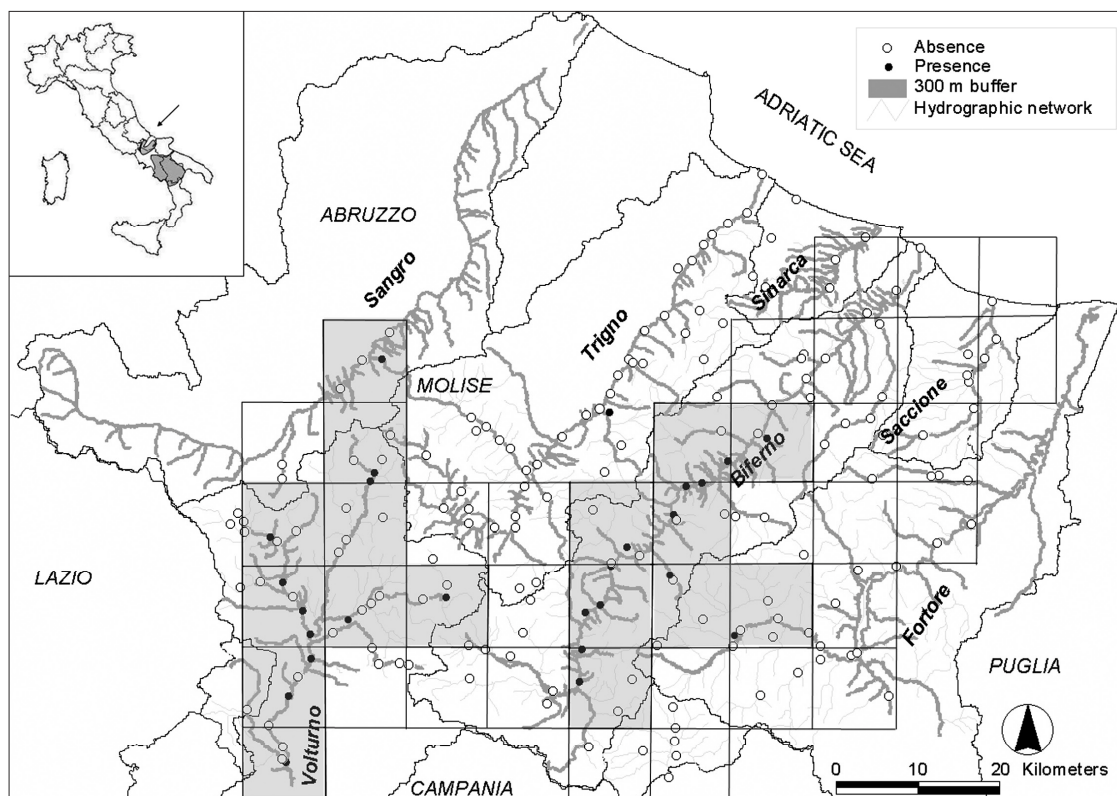 Absence
Presence
300 m buffer
Hydrographic network
ADRIATIC SEA
ABRUZZO
Sangro
Sinarca
Trigno
MOLISE
Saccione
Biferno
LAZIO
Fortore
PUGLIA
Volturno
CAMPANIA
0 10 20 Kilometers